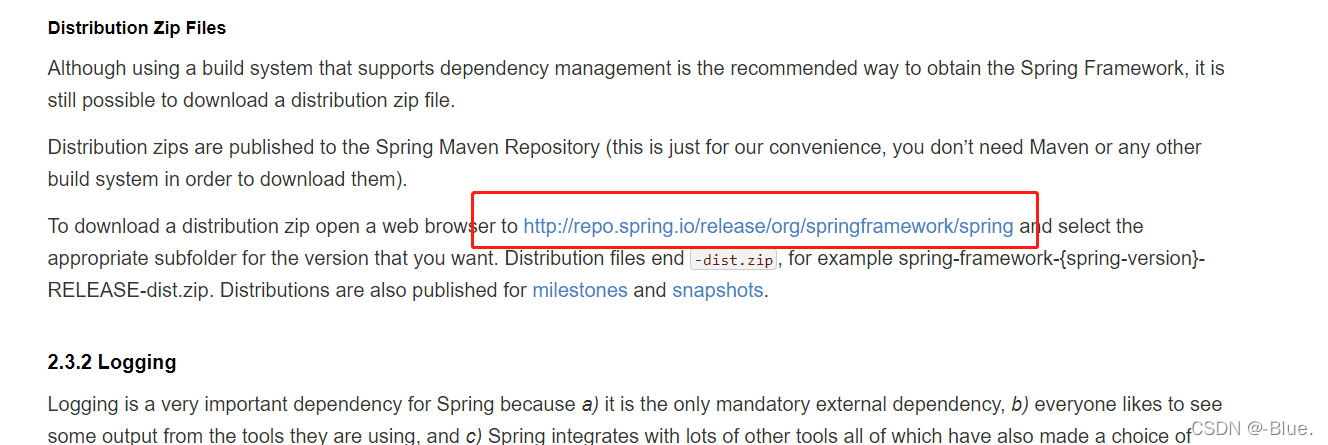 Distribution Zip Files
Although using a build system that supports dependency management is the recommended way to obtain the Spring Framework, it is
still possible to download a distribution zip file.
Distribution zips are published to the Spring Maven Repository (this is just for our convenience, you don’t need Maven or any other
build system in order to download them).
To download a distribution zip open a web browser to http://repo.spring.io/release/org/springframework/spring and select the
appropriate subfolder for the version that you want. Distribution files end -dist.zip, for example spring-framework-{spring-version}-
RELEASE-dist.zip. Distributions are also published for milestones and snapshots.
2.3.2 Logging
Logging is a very important dependency for Spring because a) it is the only mandatory external dependency, b) everyone likes to see
some output from the tools they are using, and c) Spring integrates with lots of other tools all of which have also made a choice of
CSDN @-Blue.